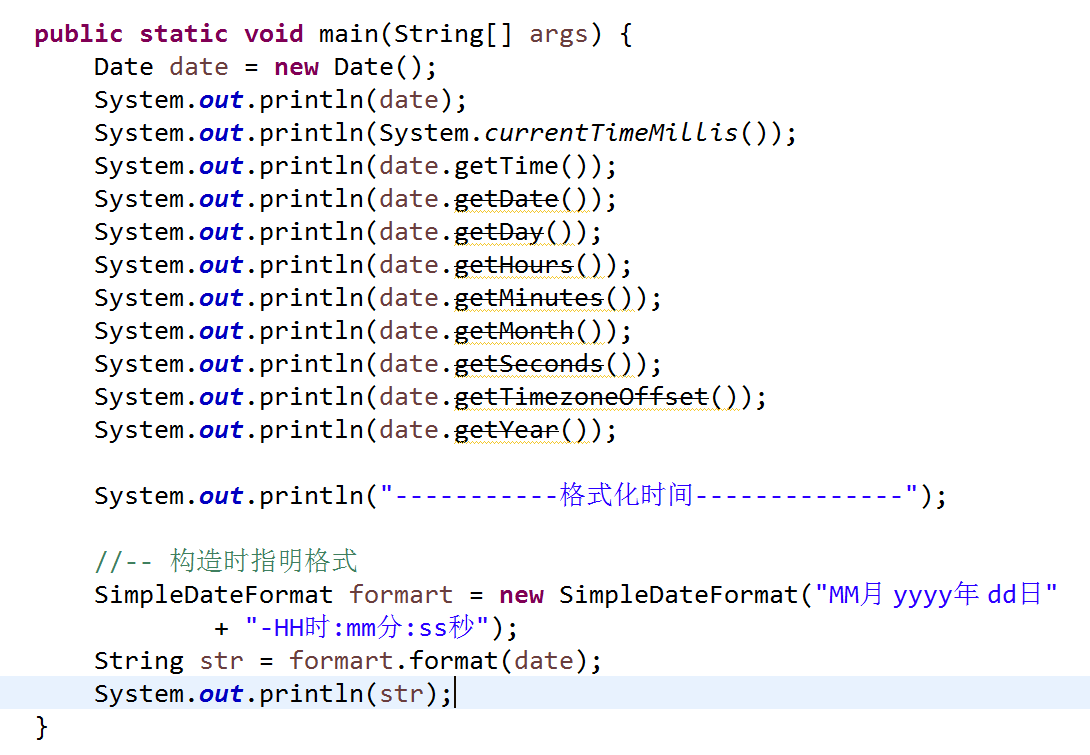 public static void main(String[] args) {
Date date = new Date();
System.out.println(date);
System.out.println(System.currentTimeMillis());
System.out.println(date.getTime());
System.out.println(date.getDate());
System.out.println(date.getDay());
System.out.println(date.getHours());
System.out.println(date.getMinutes());
System.out.println(date.getMonth());
System.out.println(date.getSeconds());
System.out.println(date.getTimezoneOffset());
System.out.println(date.getYear());
System.out.println("-----------格式化时间--------------");
//-- 构造时指明格式
SimpleDateFormat formart = new SimpleDateFormat("MM月 yyyy年 dd日"
+ "-HH时:mm分:ss秒");
String str = formart.format(date);
System.out.println(str);
}